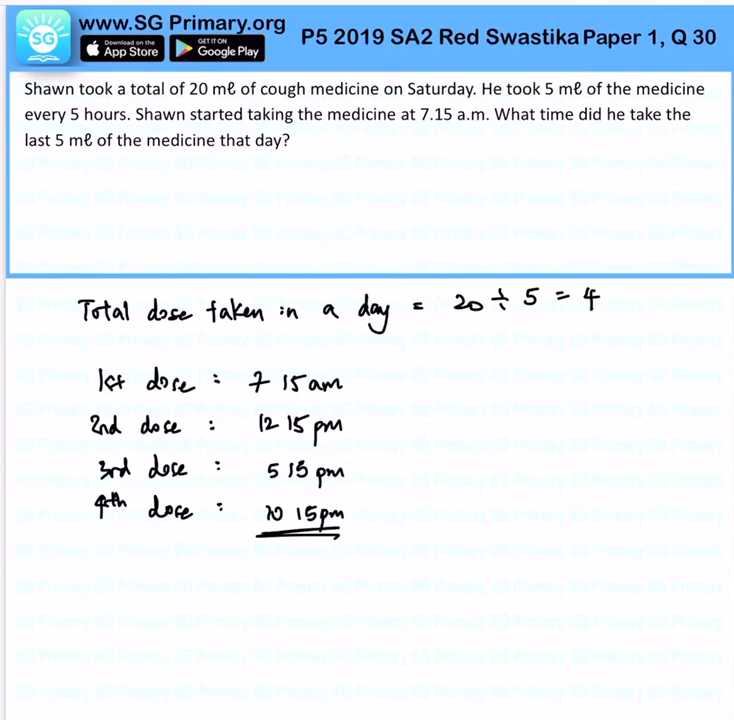 www.SG Primary.org
SG
Download on the
App Store
GET IT ON
Google Play
P5 2019 SA2 Red Swastika Paper 1, Q 30
Shawn took a total of 20 mℓ of cough medicine on Saturday. He took 5 mℓ of the medicine
every 5 hours. Shawn started taking the medicine at 7.15 a.m. What time did he take the
last 5 mℓ of the medicine that day?
Total dose taken in a day = 20 ÷ 5 = 4
1st dose : 7 15 am
2nd dose : 12 15 pm
3rd dose : 5 15 pm
4th dose : 10 15 pm